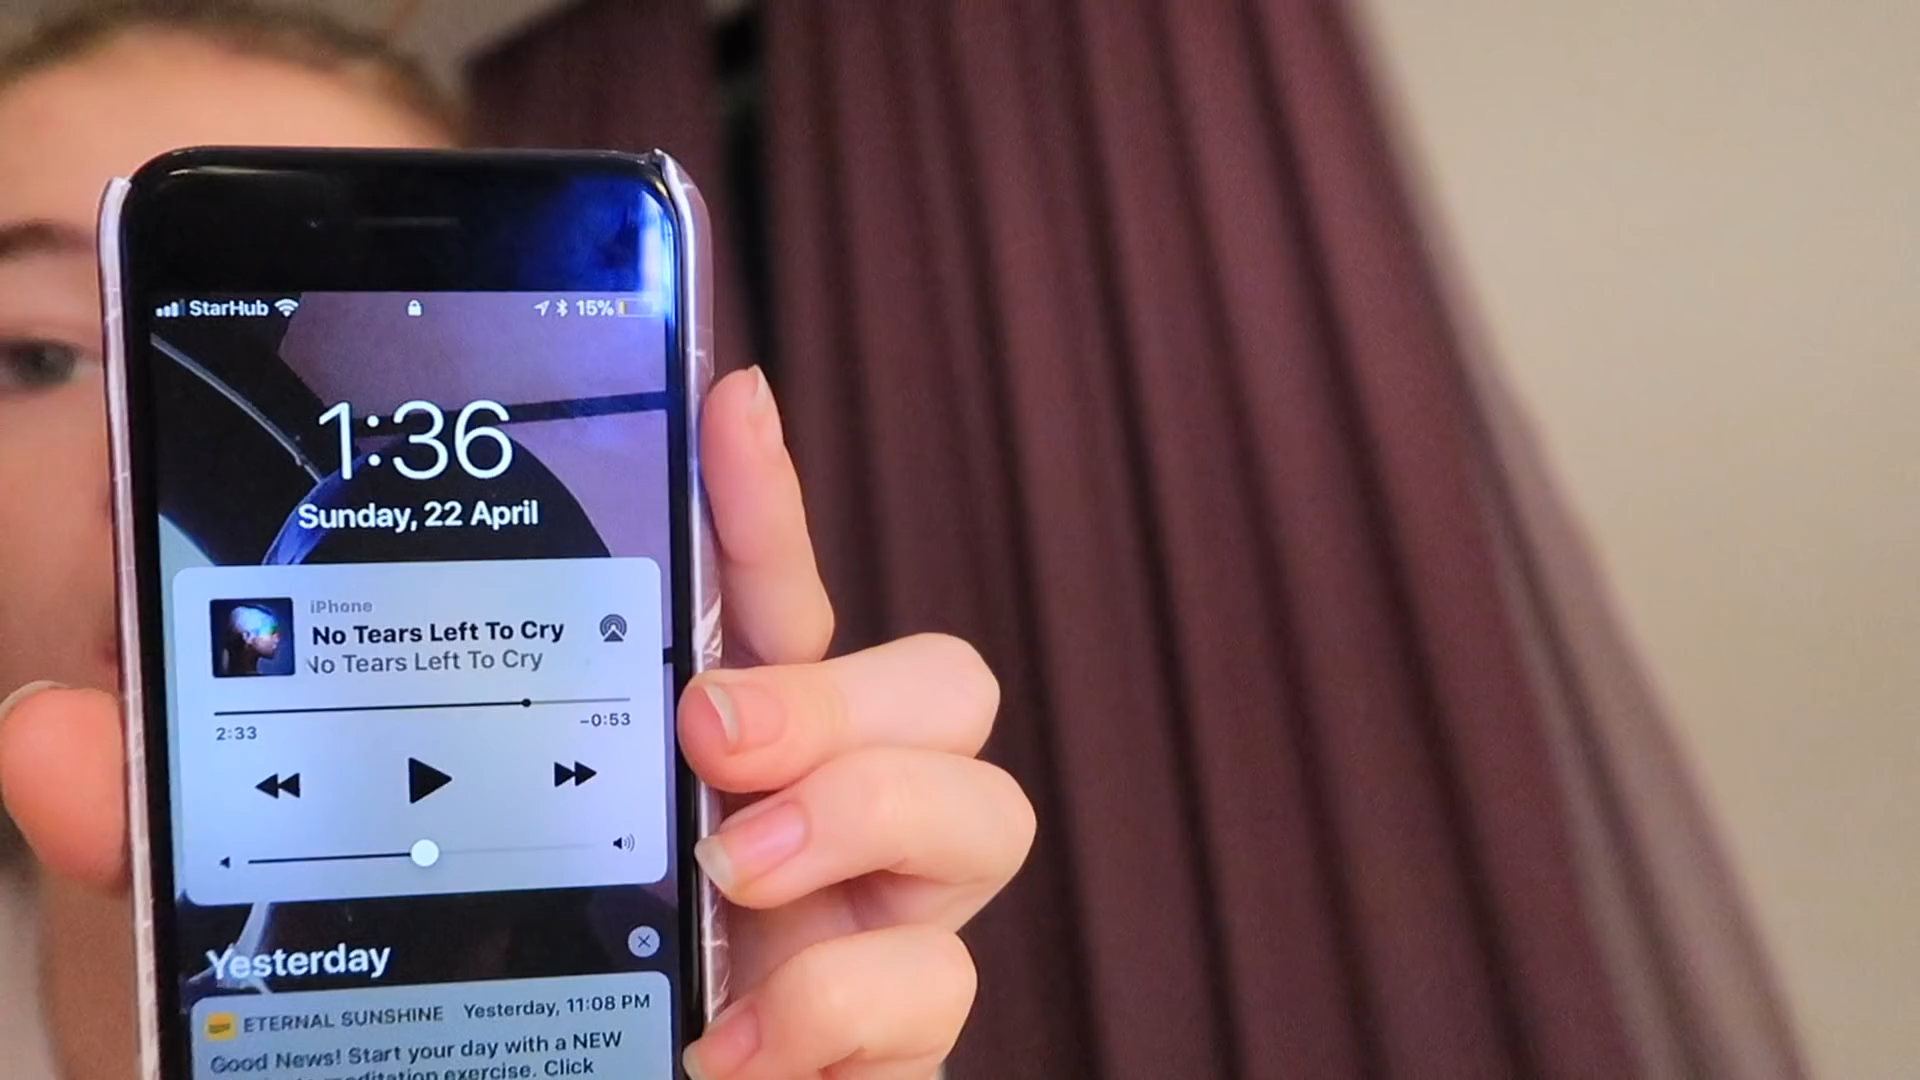 StarHub 15%
1:36
Sunday, 22 April
iPhone
No Tears Left To Cry
No Tears Left To Cry
2:33 -0:53
Yesterday
ETERNAL SUNSHINE Yesterday, 11:08 PM
Good News! Start your day with a NEW
meditation exercise. Click